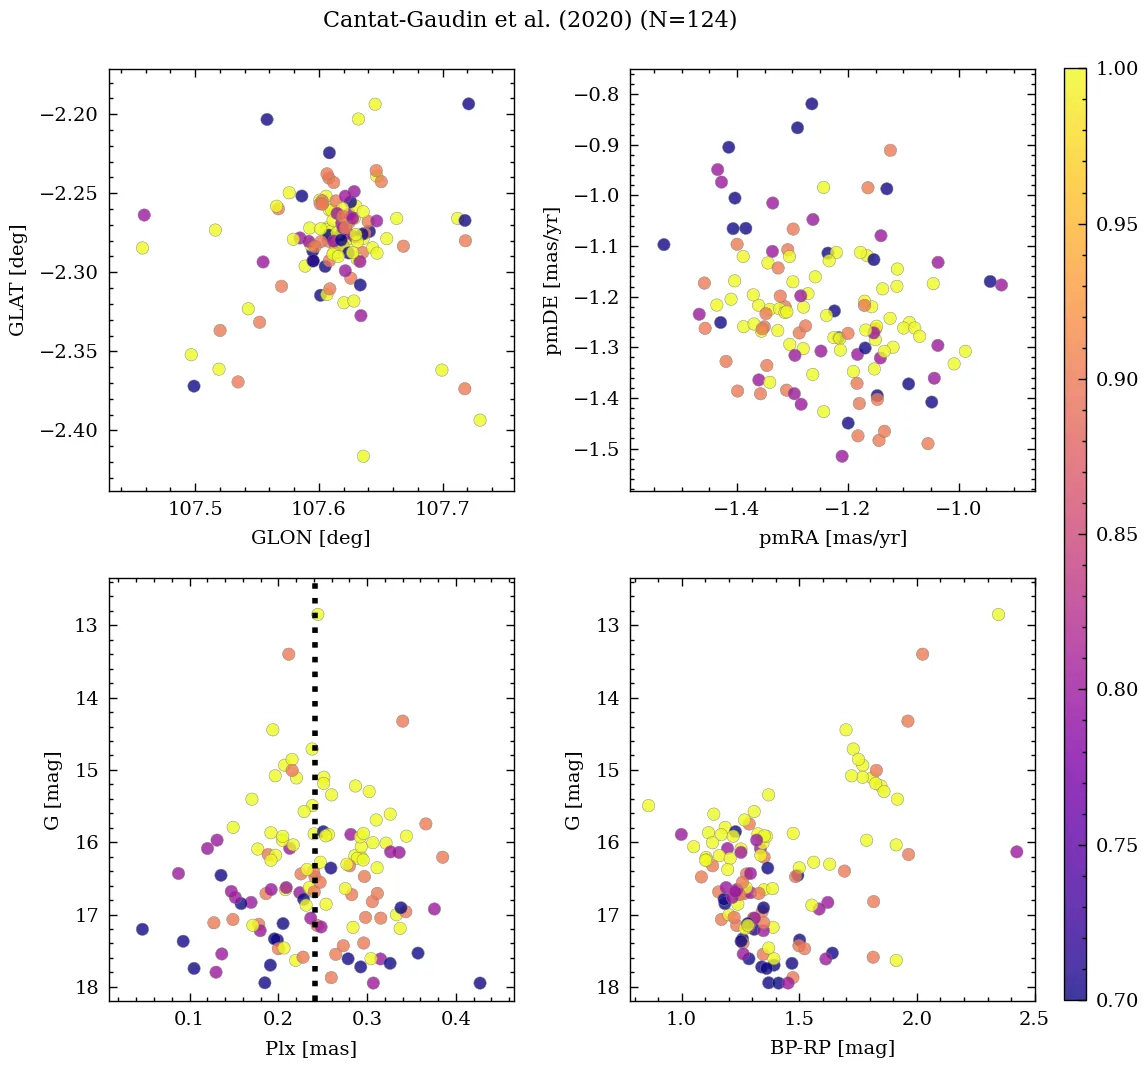 Cantat-Gaudin et al. (2020) (N=124)
−2.20
−2.25
−2.30
−2.35
−2.40
GLAT [deg]
107.5 107.6 107.7
GLON [deg]
−0.8
−0.9
−1.0
−1.1
−1.2
−1.3
−1.4
−1.5
pmDE [mas/yr]
−1.4 −1.2 −1.0
pmRA [mas/yr]
13
14
15
16
17
18
G [mag]
0.1 0.2 0.3 0.4
Plx [mas]
13
14
15
16
17
18
G [mag]
1.0 1.5 2.0 2.5
BP-RP [mag]
1.00
0.95
0.90
0.85
0.80
0.75
0.70